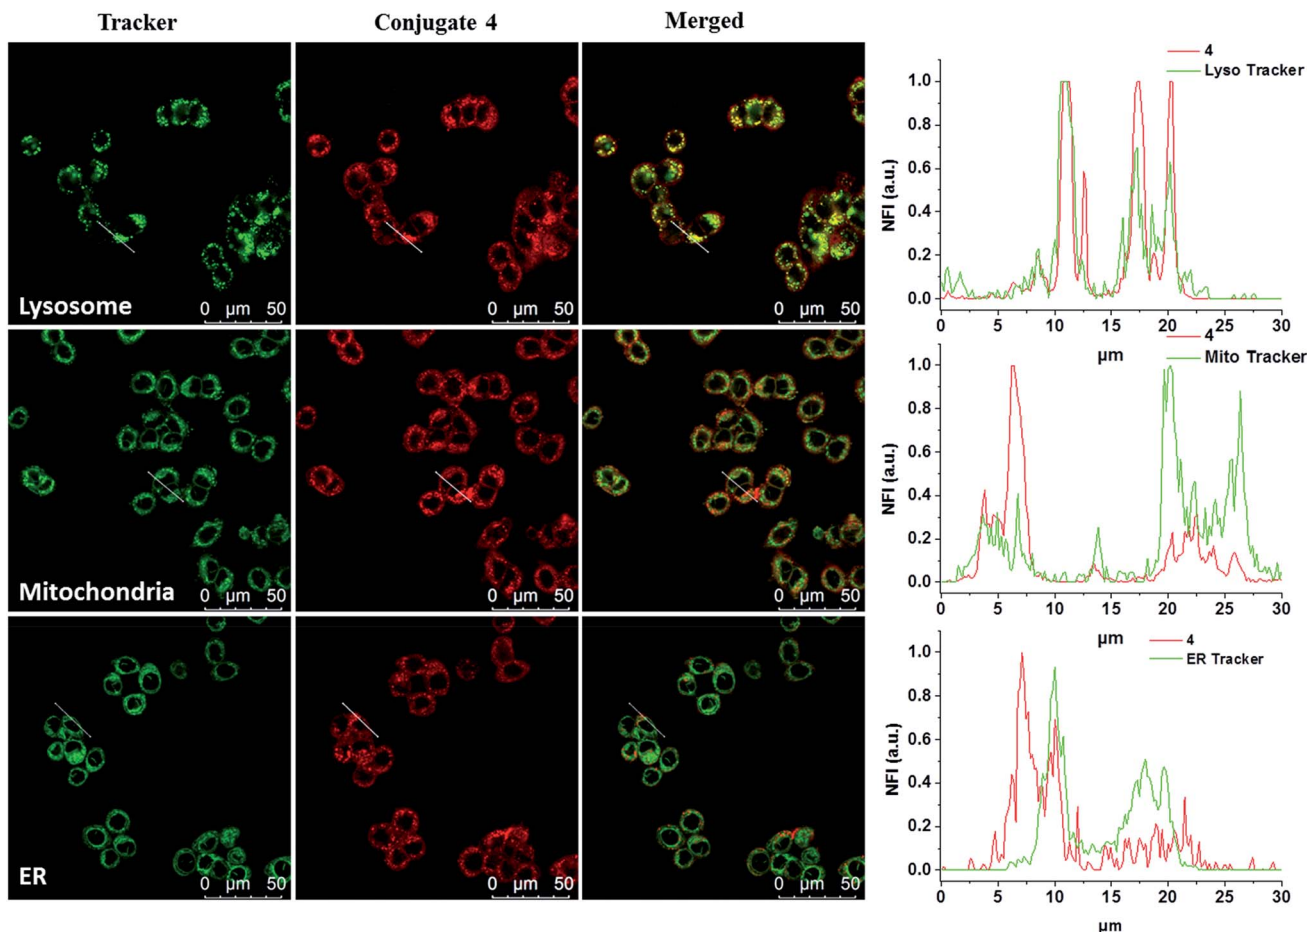 Tracker Conjugate 4 Merged
Lysosome
0 µm 50
0 µm 50
0 µm 50
4
Lyso Tracker
NFI (a.u.)
1.0
0.8
0.6
0.4
0.2
0.0
0 5 10 15 20 25 30
µm
Mitochondria
0 µm 50
0 µm 50
0 µm 50
4
Mito Tracker
NFI (a.u.)
1.0
0.8
0.6
0.4
0.2
0.0
0 5 10 15 20 25 30
µm
ER
0 µm 50
0 µm 50
0 µm 50
4
ER Tracker
NFI (a.u.)
1.0
0.8
0.6
0.4
0.2
0.0
0 5 10 15 20 25 30
µm